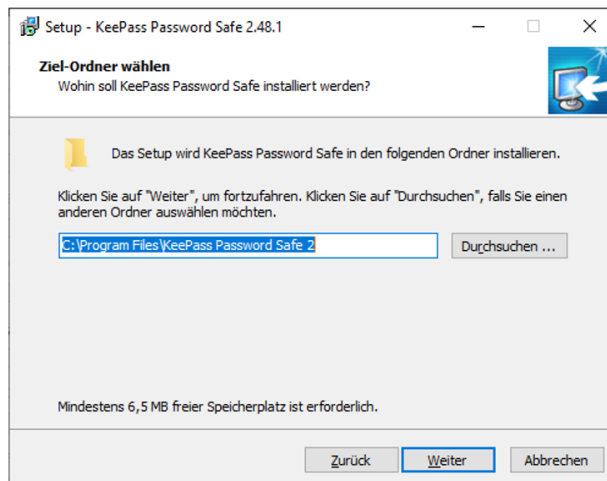 Setup - KeePass Password Safe 2.48.1
Ziel-Ordner wählen
Wohin soll KeePass Password Safe installiert werden?
Das Setup wird KeePass Password Safe in den folgenden Ordner installieren.
Klicken Sie auf "Weiter", um fortzufahren. Klicken Sie auf "Durchsuchen", falls Sie einen
anderen Ordner auswählen möchten.
C:\Program Files\KeePass Password Safe 2
Durchsuchen ...
Mindestens 6,5 MB freier Speicherplatz ist erforderlich.
Zurück
Weiter
Abbrechen